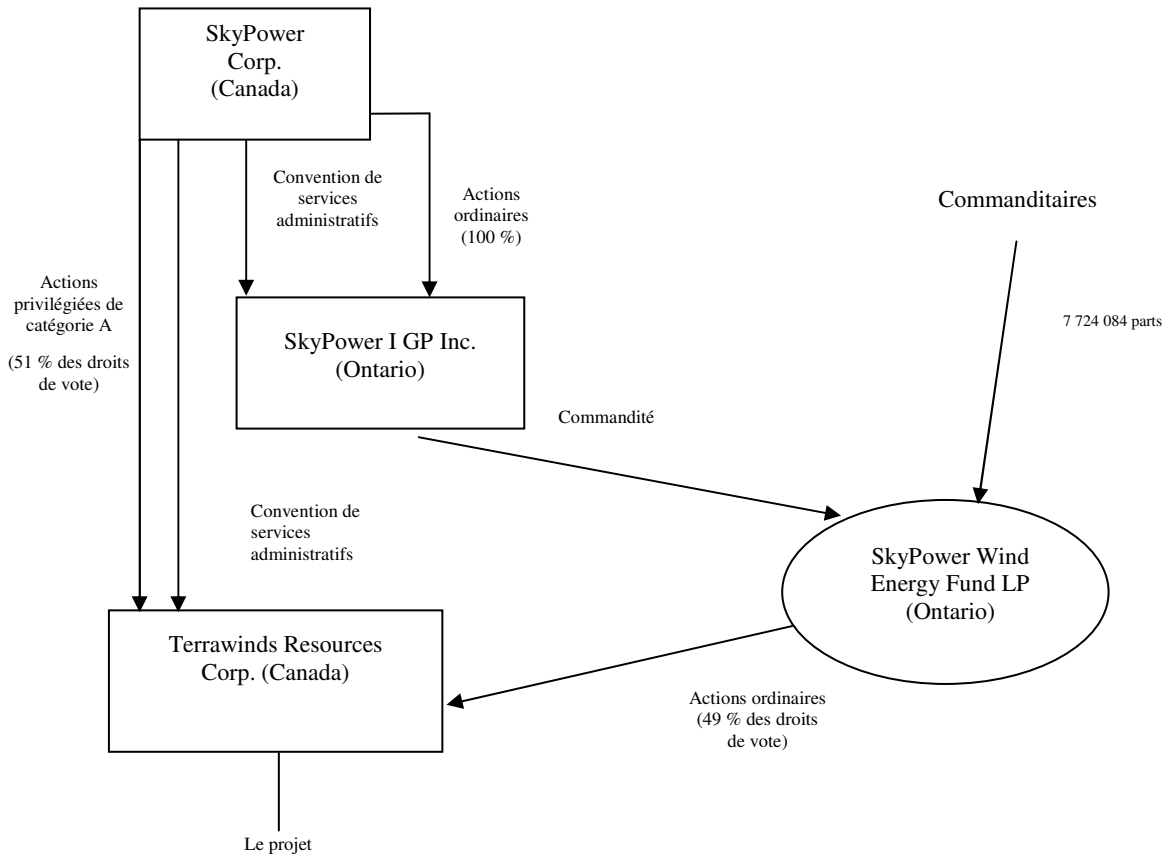 SkyPower
Corp.
(Canada)
Convention de
services
administratifs
Actions
ordinaires
(100 %)
Commanditaires
Actions
privilégiées de
catégorie A
(51 % des droits
de vote)
7 724 084 parts
SkyPower I GP Inc.
(Ontario)
Commandité
Convention de
services
administratifs
SkyPower Wind
Energy Fund LP
(Ontario)
Terrawinds Resources
Corp. (Canada)
Actions ordinaires
(49 % des droits
de vote)
Le projet